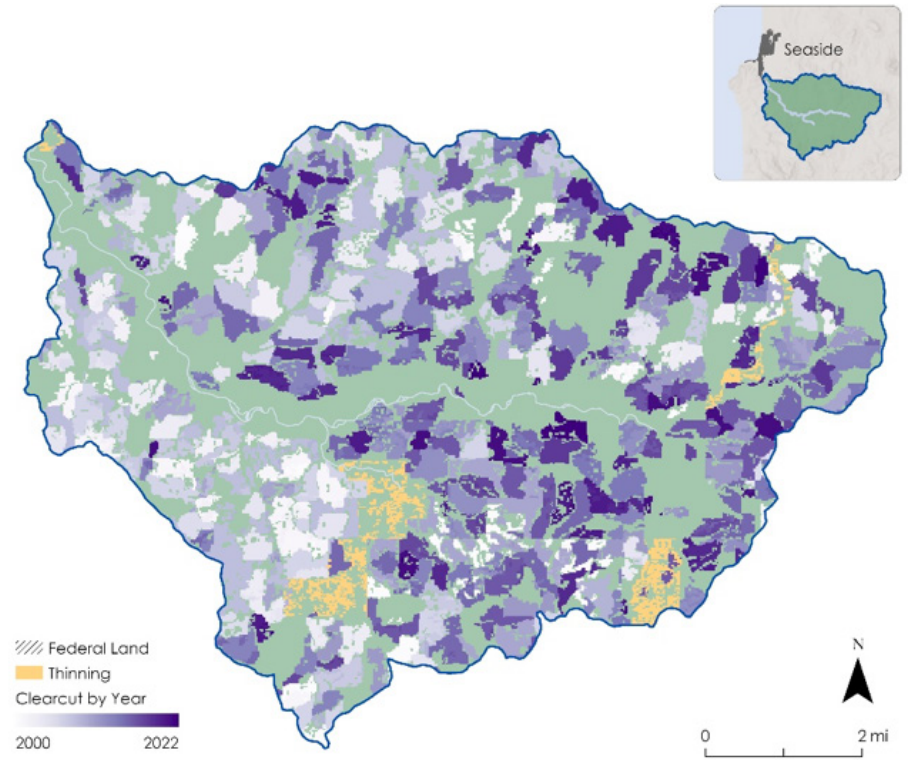 Seaside
Federal Land
Thinning
Clearcut by Year
2000 2022
N
0 2 mi